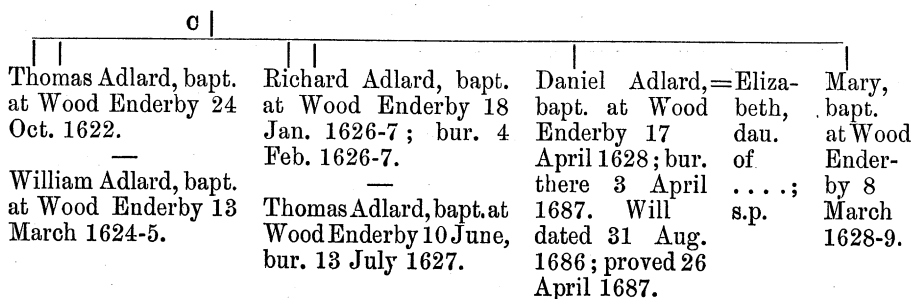 C
Thomas Adlard, bapt.
at Wood Enderby 24
Oct. 1622.
—
William Adlard, bapt.
at Wood Enderby 13
March 1624-5.
Richard Adlard, bapt.
at Wood Enderby 18
Jan. 1626-7 ; bur. 4
Feb. 1626-7.
—
Thomas Adlard, bapt. at
Wood Enderby 10 June,
bur. 13 July 1627.
Daniel Adlard,=
bapt. at Wood
Enderby 17
April 1628 ; bur.
there 3 April
1687. Will
dated 31 Aug.
1686 ; proved 26
April 1687.
Eliza-
beth,
dau.
of
. . . . ;
s.p.
Mary,
bapt.
at Wood
Ender-
by 8
March
1628-9.